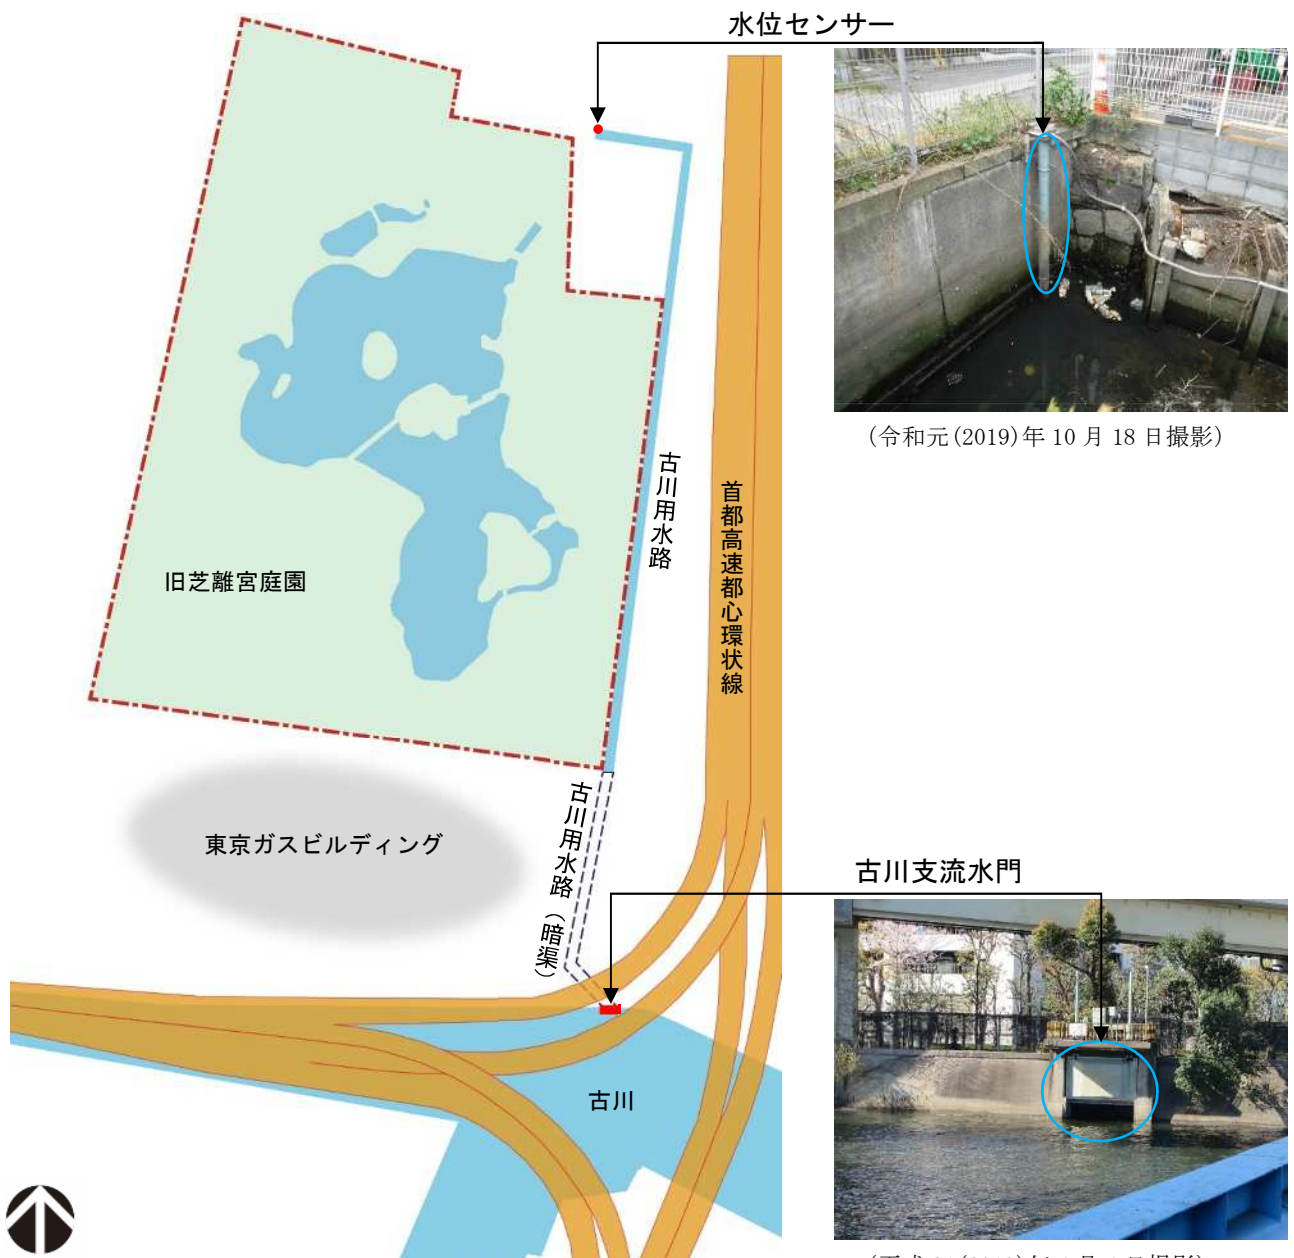 水位センサー
(令和元(2019)年 10 月 18 日撮影)
古川用水路
首都高速都心環状線
旧芝離宮庭園
東京ガスビルディング
古川用水路(暗渠)
古川支流水門
古川